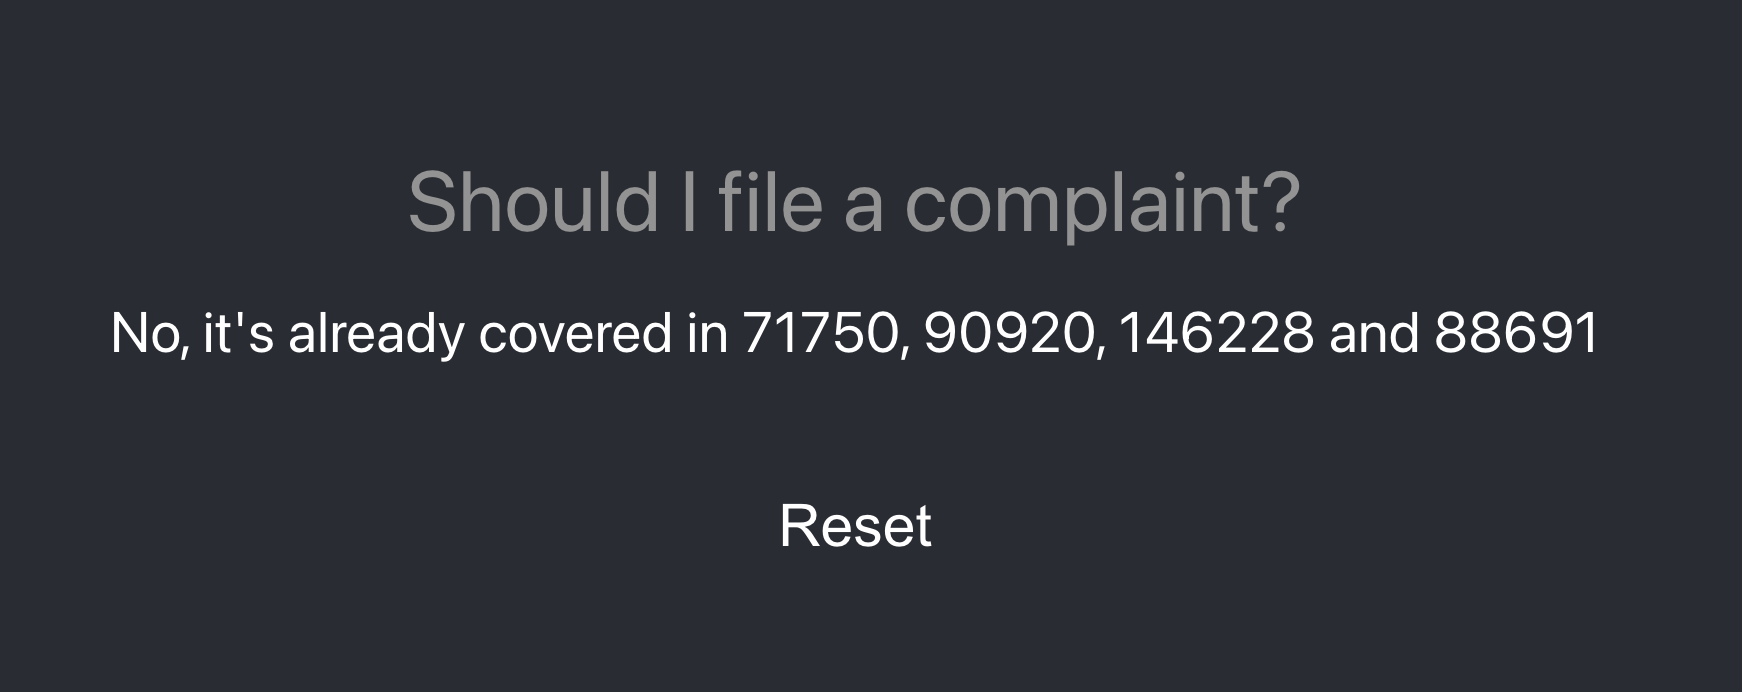 Should I file a complaint?
No, it's already covered in 71750, 90920, 146228 and 88691
Reset